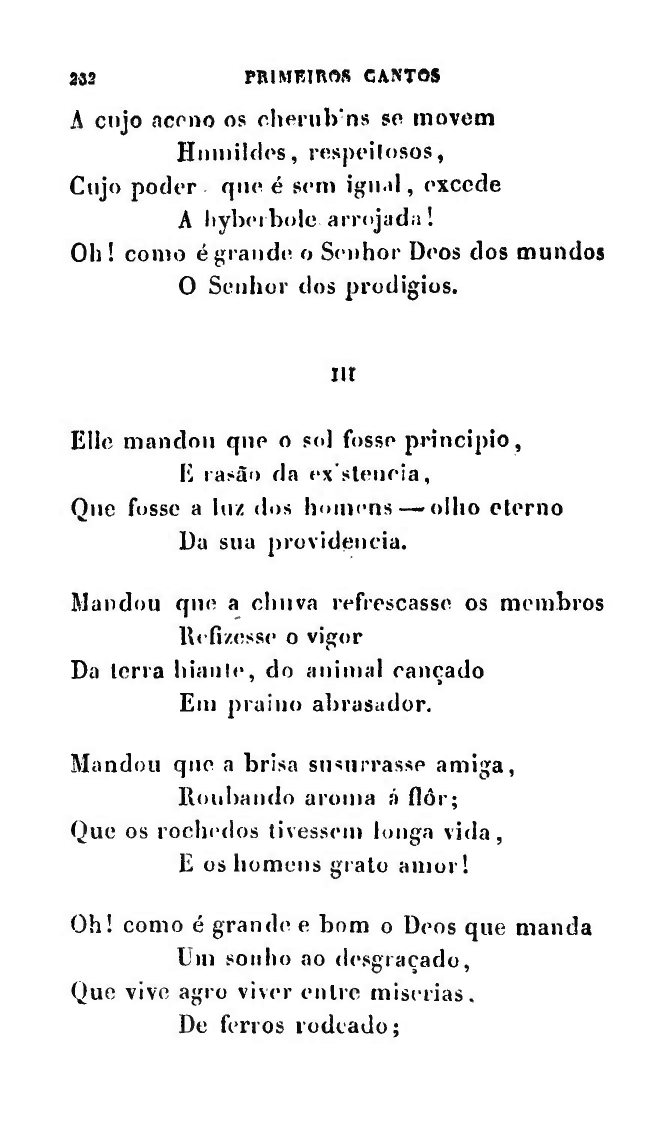 232 PRIMEIROS CANTOS
A cujo aceno os cherubins se movem
Humildes, respeitosos,
Cujo poder que é sem igual, excede
A hyberbole arrojada!
Oh! como é grande o Senhor Deos dos mundos
O Senhor dos prodigios.
III
Elle mandou que o sol fosse principio,
E rasão da existencia,
Que fosse a luz dos homens — olho eterno
Da sua providencia.
Mandou que a chuva refrescasse os membros
Refizesse o vigor
Da terra hiante, do animal cançado
Em praino abrasador.
Mandou que a brisa susurrasse amiga,
Roubando aroma á flôr;
Que os rochedos tivessem longa vida,
E os homens grato amor!
Oh! como é grande e bom o Deos que manda
Um sonho ao desgraçado,
Que vive agro viver entre miserias.
De ferros rodeado;